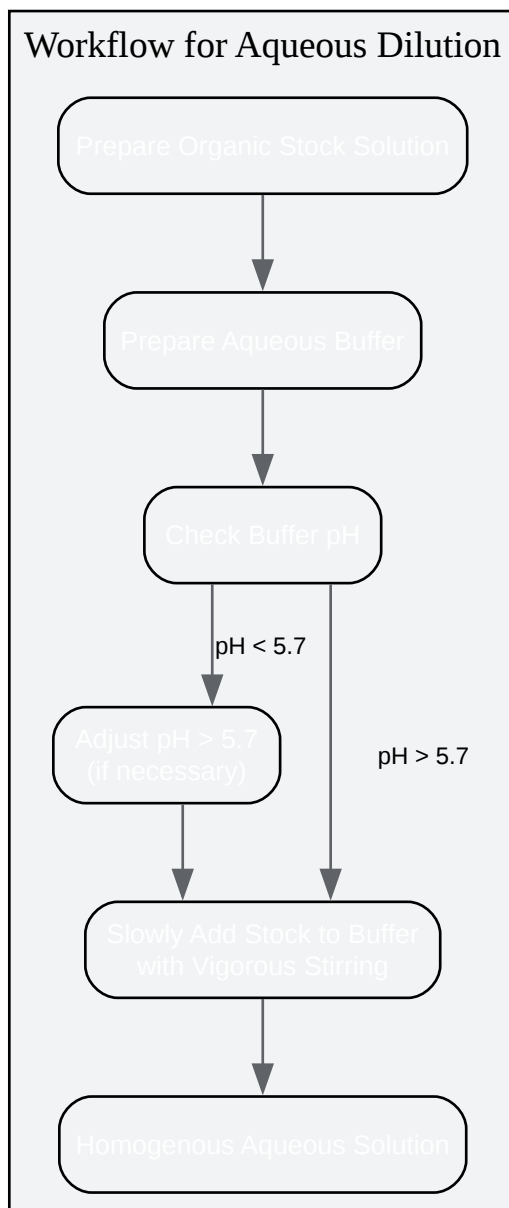 Workflow for Aqueous Dilution
Prepare Organic Stock Solution
Prepare Aqueous Buffer
Check Buffer pH
pH < 5.7
Adjust pH > 5.7
(if necessary)
pH > 5.7
Slowly Add Stock to Buffer
with Vigorous Stirring
Homogenous Aqueous Solution